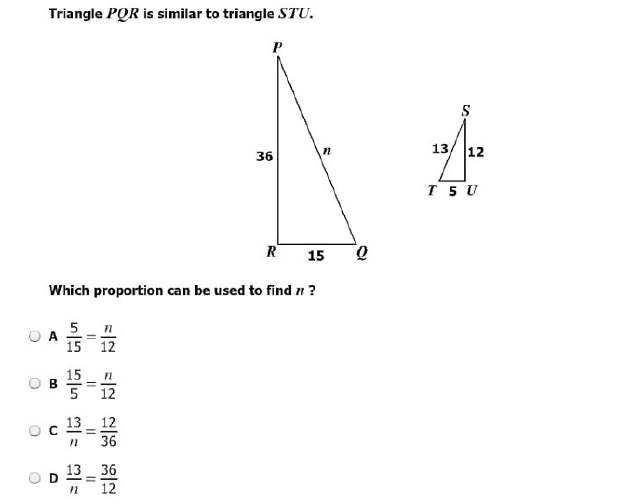 Triangle PQR is similar to triangle STU.
P
36
n
R
15
Q
S
13
12
T 5 U
Which proportion can be used to find n ?
A 5/15 = n/12
B 15/5 = n/12
C 13/n = 12/36
D 13/n = 36/12